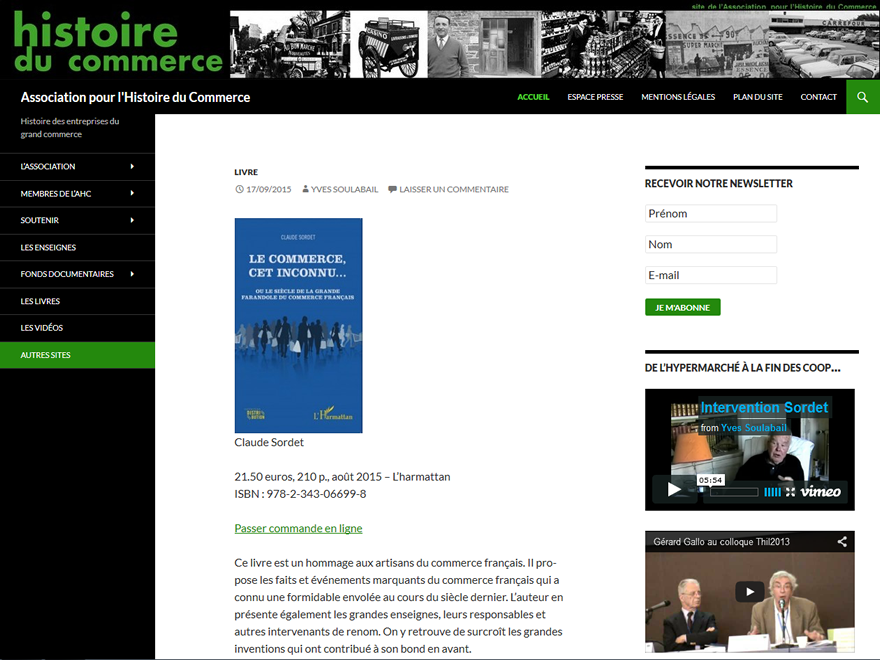 site de l'Association pour l'Histoire du Commerce
histoire
du commerce
AU BON MARCHÉ
CASINO
ESSENCE
SUPER MARCHÉ
CARREFOUR
Association pour l'Histoire du Commerce
ACCUEIL ESPACE PRESSE MENTIONS LÉGALES PLAN DU SITE CONTACT
Histoire des entreprises du
grand commerce
L'ASSOCIATION
MEMBRES DE L'AHC
SOUTENIR
LES ENSEIGNES
FONDS DOCUMENTAIRES
LES LIVRES
LES VIDÉOS
AUTRES SITES
LIVRE
17/09/2015 YVES SOULABAIL LAISSER UN COMMENTAIRE
CLAUDE SORDET
LE COMMERCE,
CET INCONNU...
OU LE SIÈCLE DE LA GRANDE
FARANDOLE DU COMMERCE FRANÇAIS
L'Harmattan
Claude Sordet
21.50 euros, 210 p., août 2015 – L'harmattan
ISBN : 978-2-343-06699-8
Passer commande en ligne
Ce livre est un hommage aux artisans du commerce français. Il pro-
pose les faits et événements marquants du commerce français qui a
connu une formidable envolée au cours du siècle dernier. L'auteur en
présente également les grandes enseignes, leurs responsables et
autres intervenants de renom. On y retrouve de surcroît les grandes
inventions qui ont contribué à son bond en avant.
RECEVOIR NOTRE NEWSLETTER
Prénom
Nom
E-mail
JE M'ABONNE
DE L'HYPERMARCHÉ À LA FIN DES COOP...
Intervention Sordet
from Yves Soulabail
05:54
vimeo
Gérard Gallo au colloque Thil2013